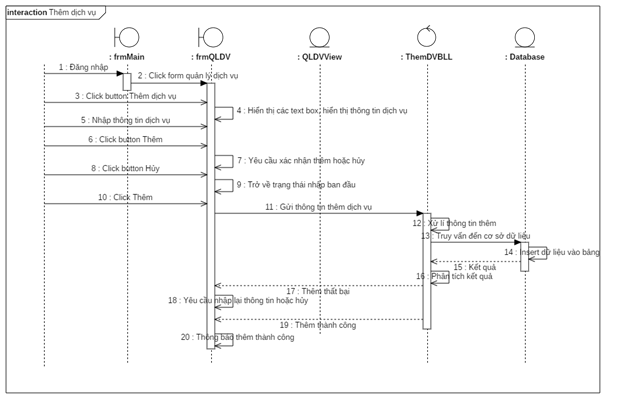 interaction Thêm dịch vụ
: frmMain
: frmQLDV
: QLDVView
: ThemDVBLL
: Database
1 : Đăng nhập
2 : Click form quản lý dịch vụ
3 : Click button Thêm dịch vụ
4 : Hiển thị các text box, hiển thị thông tin dịch vụ
5 : Nhập thông tin dịch vụ
6 : Click button Thêm
7 : Yêu cầu xác nhận thêm hoặc hủy
8 : Click button Hủy
9 : Trở về trạng thái nhập ban đầu
10 : Click Thêm
11 : Gửi thông tin thêm dịch vụ
12 : Xử lí thông tin thêm
13 : Truy vấn đến cơ sở dữ liệu
14 : Insert dữ liệu vào bảng
15 : Kết quả
16 : Phân tích kết quả
17 : Thêm thất bại
18 : Yêu cầu nhập lại thông tin hoặc hủy
19 : Thêm thành công
20 : Thông báo thêm thành công